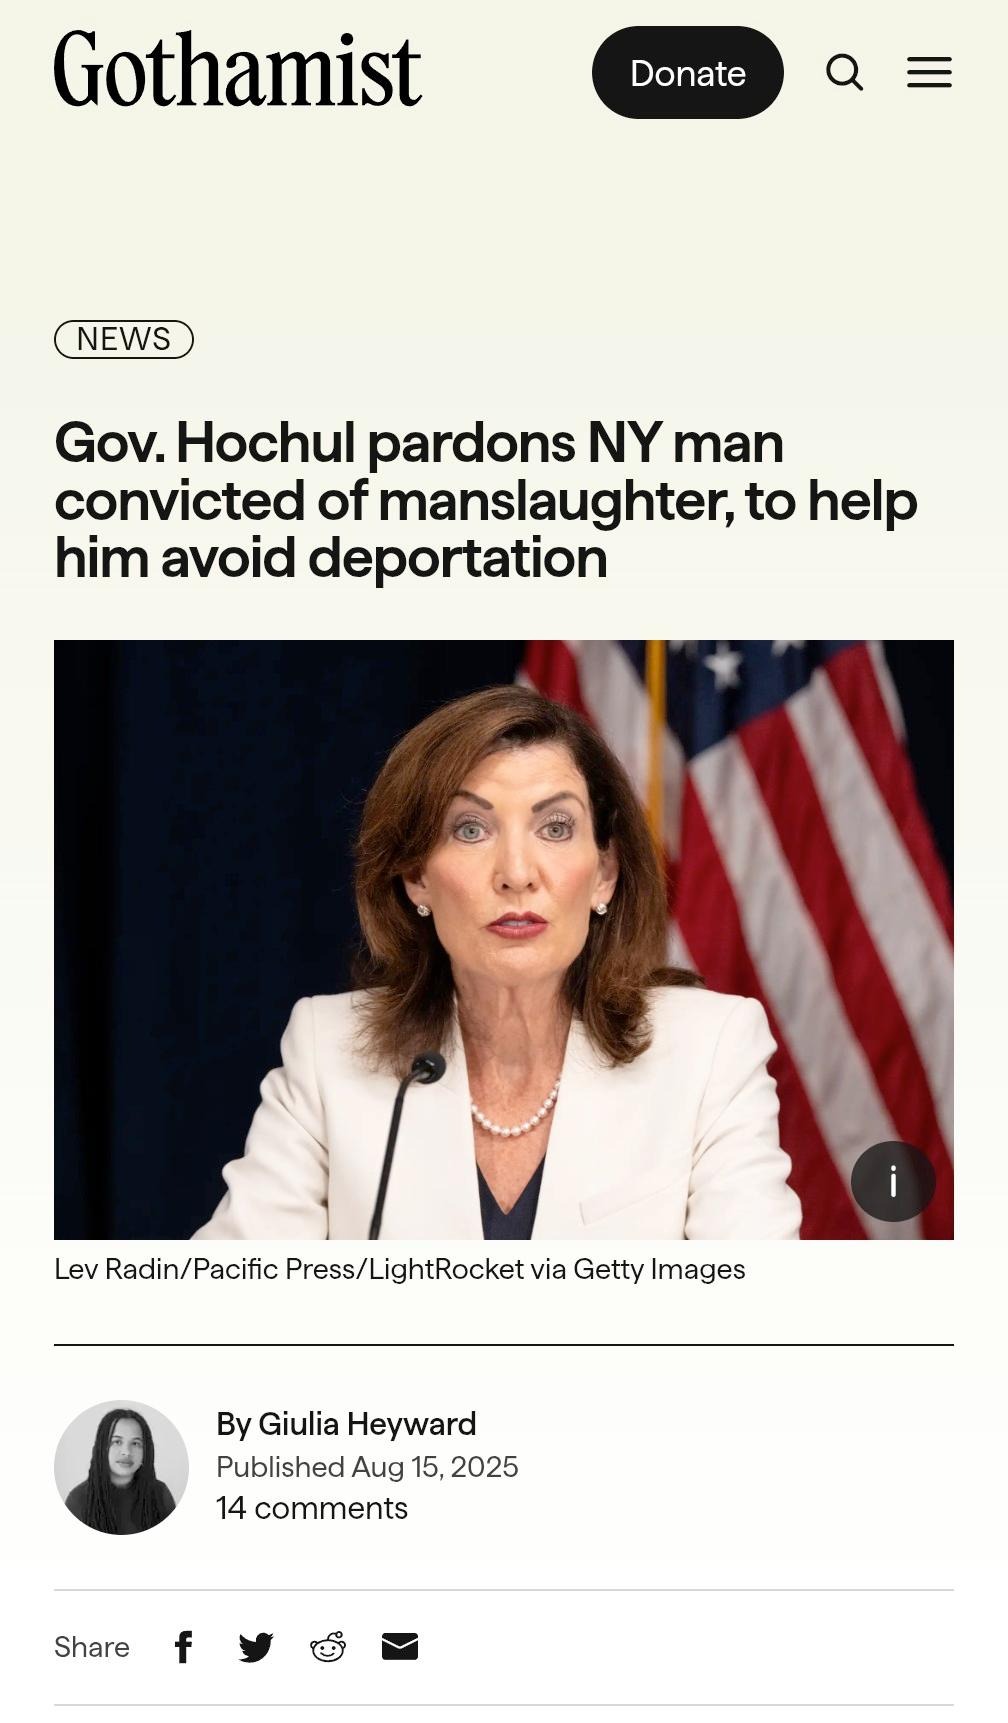 Gothamist
Donate
NEWS
Gov. Hochul pardons NY man
convicted of manslaughter, to help
him avoid deportation
i
Lev Radin/Pacific Press/LightRocket via Getty Images
By Giulia Heyward
Published Aug 15, 2025
14 comments
Share